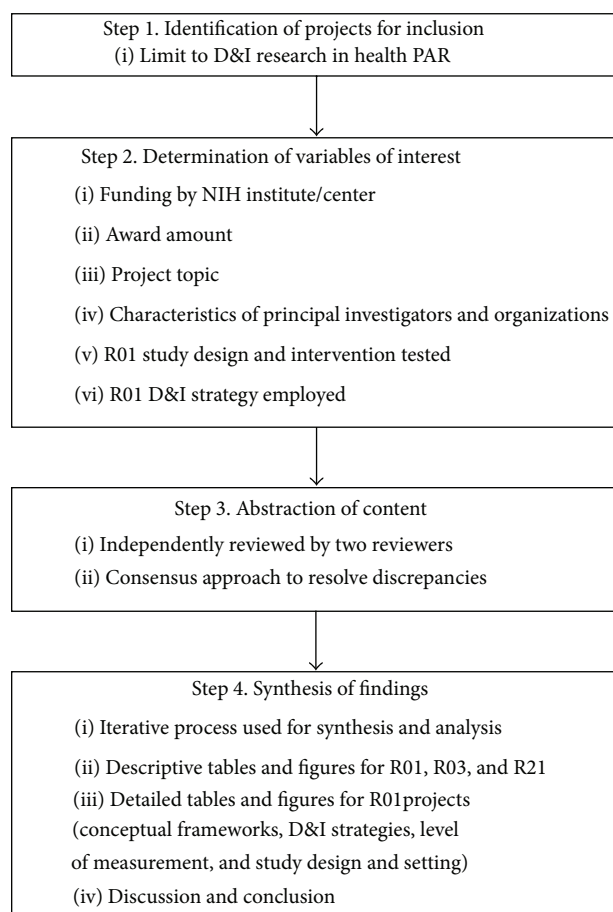 Step 1. Identification of projects for inclusion
(i) Limit to D&I research in health PAR
Step 2. Determination of variables of interest
(i) Funding by NIH institute/center
(ii) Award amount
(iii) Project topic
(iv) Characteristics of principal investigators and organizations
(v) R01 study design and intervention tested
(vi) R01 D&I strategy employed
Step 3. Abstraction of content
(i) Independently reviewed by two reviewers
(ii) Consensus approach to resolve discrepancies
Step 4. Synthesis of findings
(i) Iterative process used for synthesis and analysis
(ii) Descriptive tables and figures for R01, R03, and R21
(iii) Detailed tables and figures for R01projects
(conceptual frameworks, D&I strategies, level
of measurement, and study design and setting)
(iv) Discussion and conclusion